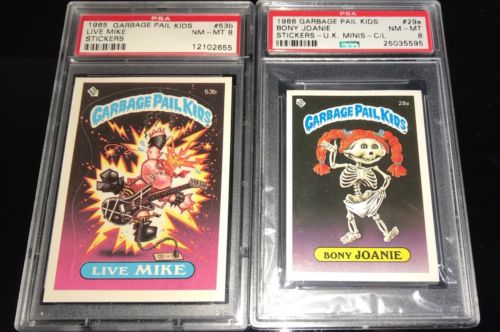 PSA
1985 GARBAGE PAIL KIDS #53b
LIVE MIKE NM-MT 8
STICKERS
12102655
53b
GARBAGE PAIL KIDS
LIVE MIKE
PSA
1986 GARBAGE PAIL KIDS #29a
BONY JOANIE NM-MT
STICKERS-U.K. MINIS-C/L 8
25035595
29a
GARBAGE PAIL KIDS
BONY JOANIE